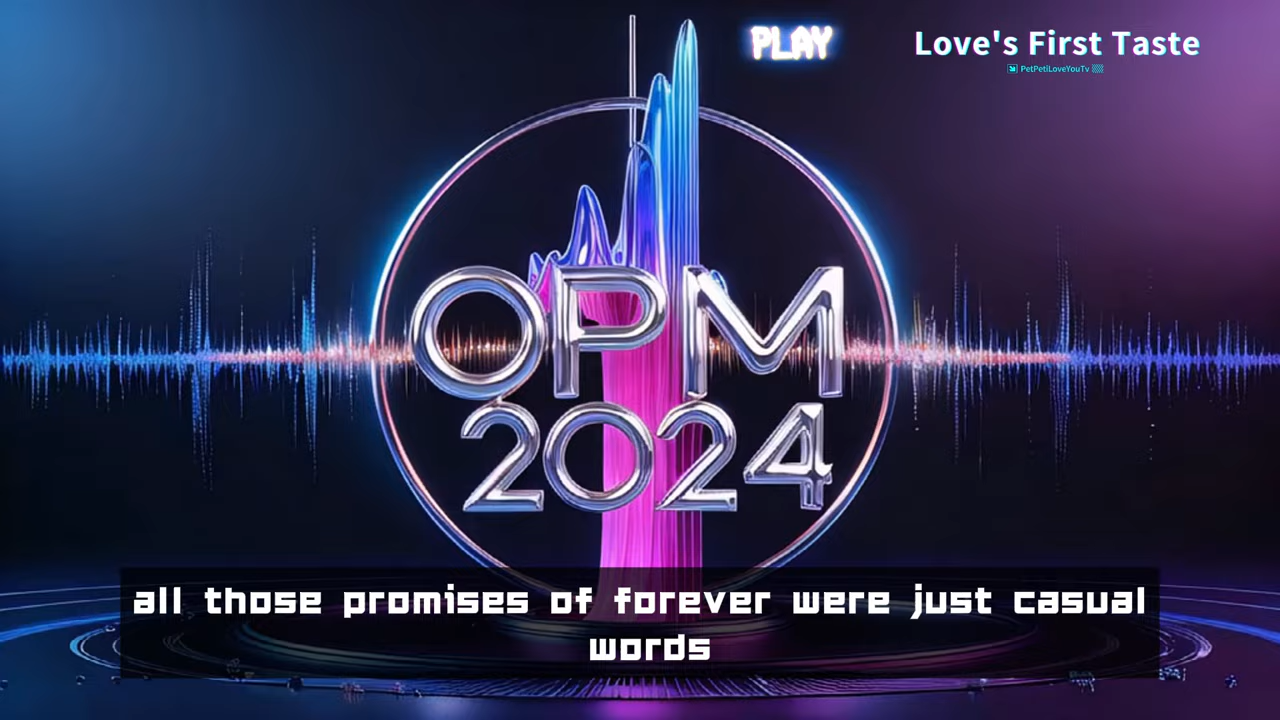 PLAY
Love's First Taste
PetPetiLoveYouTv
OPM
2024
all those promises of forever were just casual
words